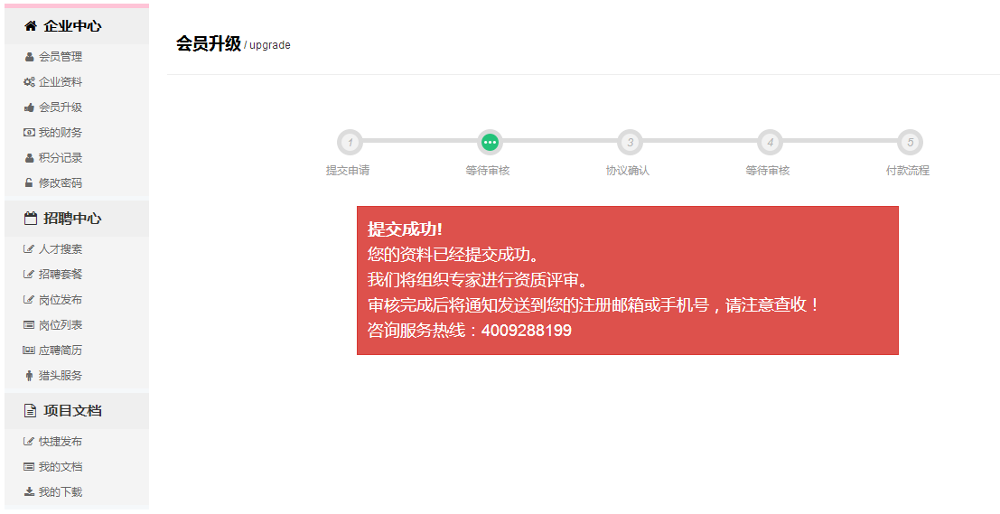 企业中心
会员管理
企业资料
会员升级
我的财务
积分记录
修改密码
招聘中心
人才搜索
招聘套餐
岗位发布
岗位列表
应聘简历
猎头服务
项目文档
快捷发布
我的文档
我的下载
会员升级 / upgrade
1 3 4 5
提交申请 等待审核 协议确认 等待审核 付款流程
提交成功!
您的资料已经提交成功。
我们将组织专家进行资质评审。
审核完成后将通知发送到您的注册邮箱或手机号，请注意查收！
咨询服务热线：4009288199